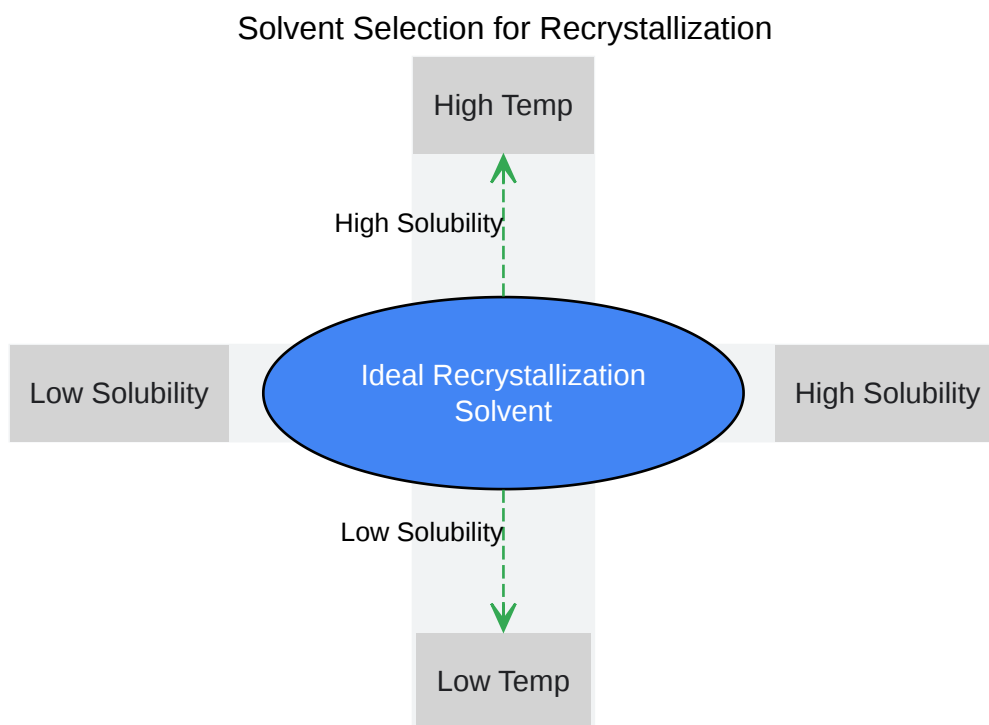 Solvent Selection for Recrystallization
High Temp
High Solubility
Low Solubility
Ideal Recrystallization
Solvent
High Solubility
Low Solubility
Low Temp